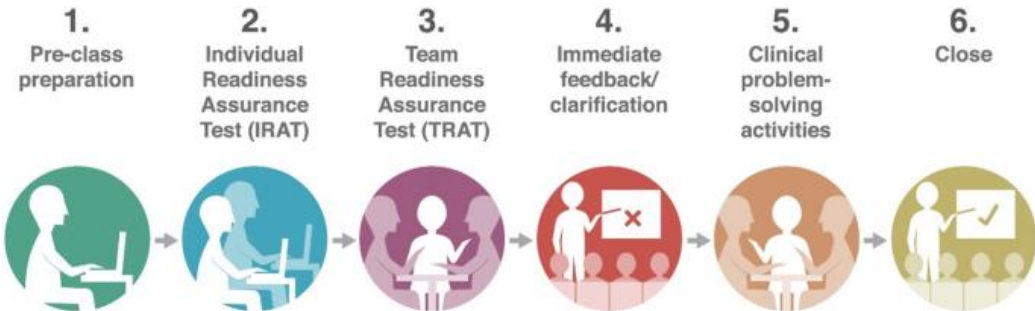 1.
Pre-class
preparation
2.
Individual
Readiness
Assurance
Test (IRAT)
3.
Team
Readiness
Assurance
Test (TRAT)
4.
Immediate
feedback/
clarification
5.
Clinical
problem-
solving
activities
6.
Close